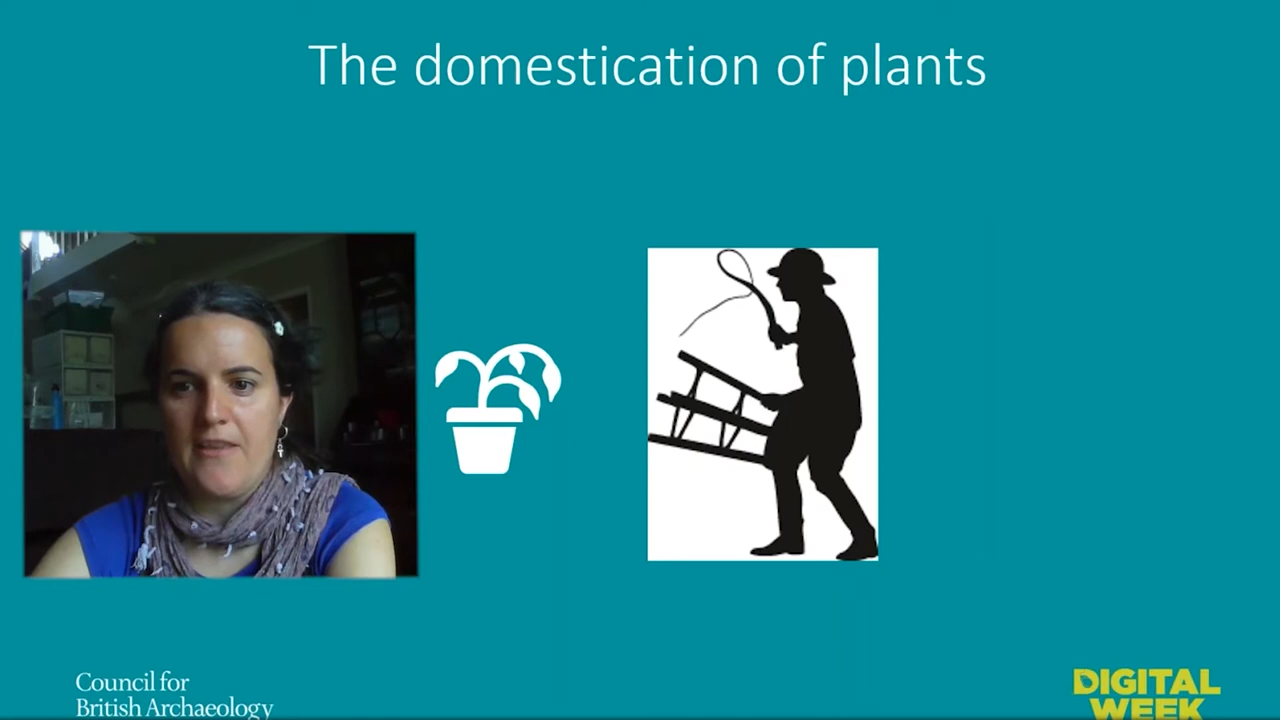 The domestication of plants
Council for
British Archaeology
DIGITAL
WEEK